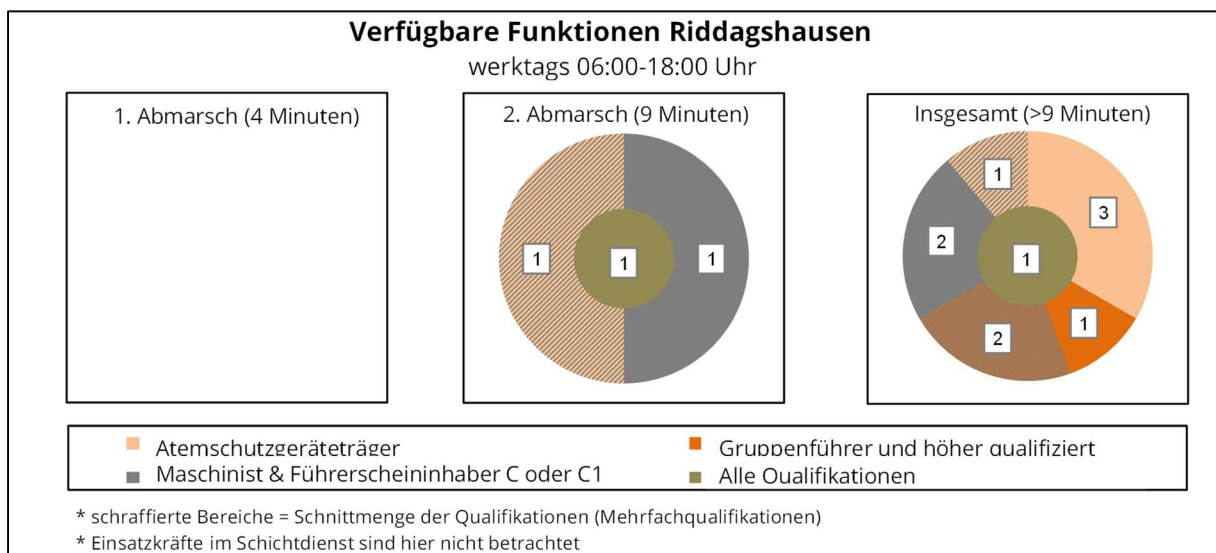 Verfügbare Funktionen Riddagshausen
werktags 06:00-18:00 Uhr
1. Abmarsch (4 Minuten)
2. Abmarsch (9 Minuten)
1
1
1
Insgesamt (>9 Minuten)
1
3
2
1
1
2
Atemschutzgeräteträger
Gruppenführer und höher qualifiziert
Maschinist & Führerscheininhaber C oder C1
Alle Qualifikationen
* schraffierte Bereiche = Schnittmenge der Qualifikationen (Mehrfachqualifikationen)
* Einsatzkräfte im Schichtdienst sind hier nicht betrachtet